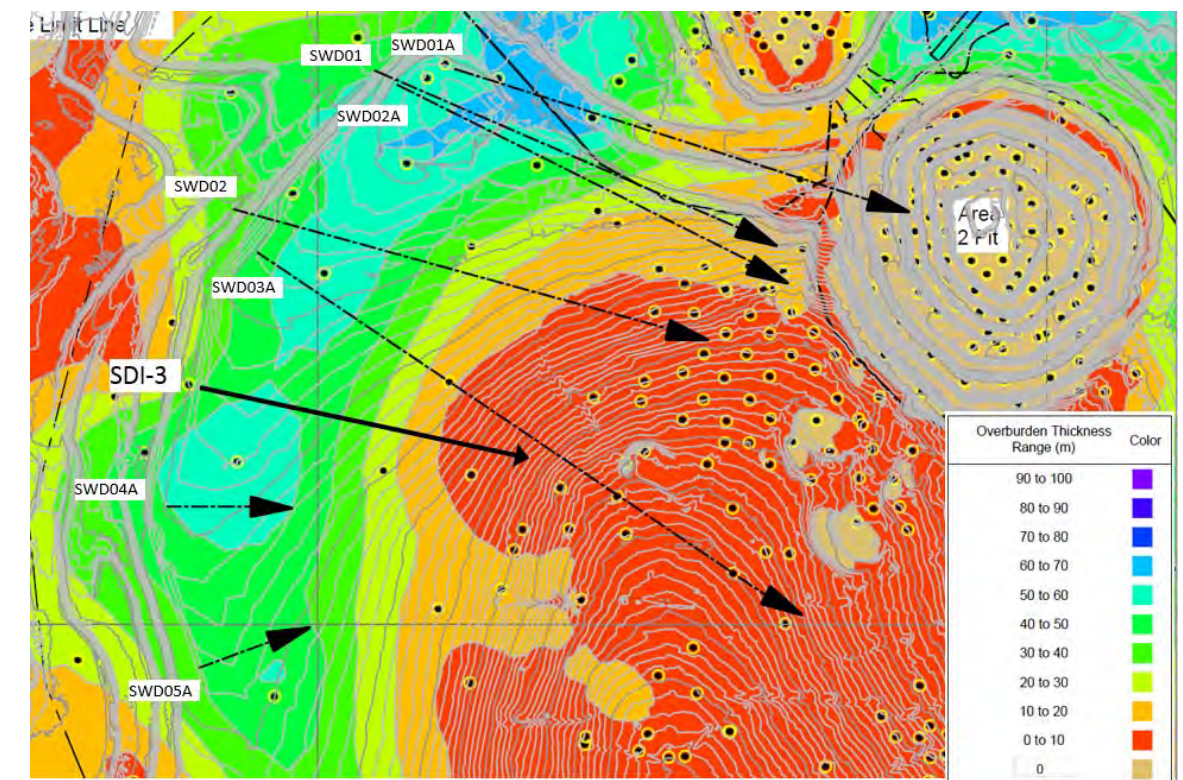 e Limit Line
SWD01
SWD01A
SWD02A
SWD02
SWD03A
SDI-3
SWD04A
SWD05A
Area
2 Pit
Overburden Thickness
Range (m)
Color
90 to 100
80 to 90
70 to 80
60 to 70
50 to 60
40 to 50
30 to 40
20 to 30
10 to 20
0 to 10
0